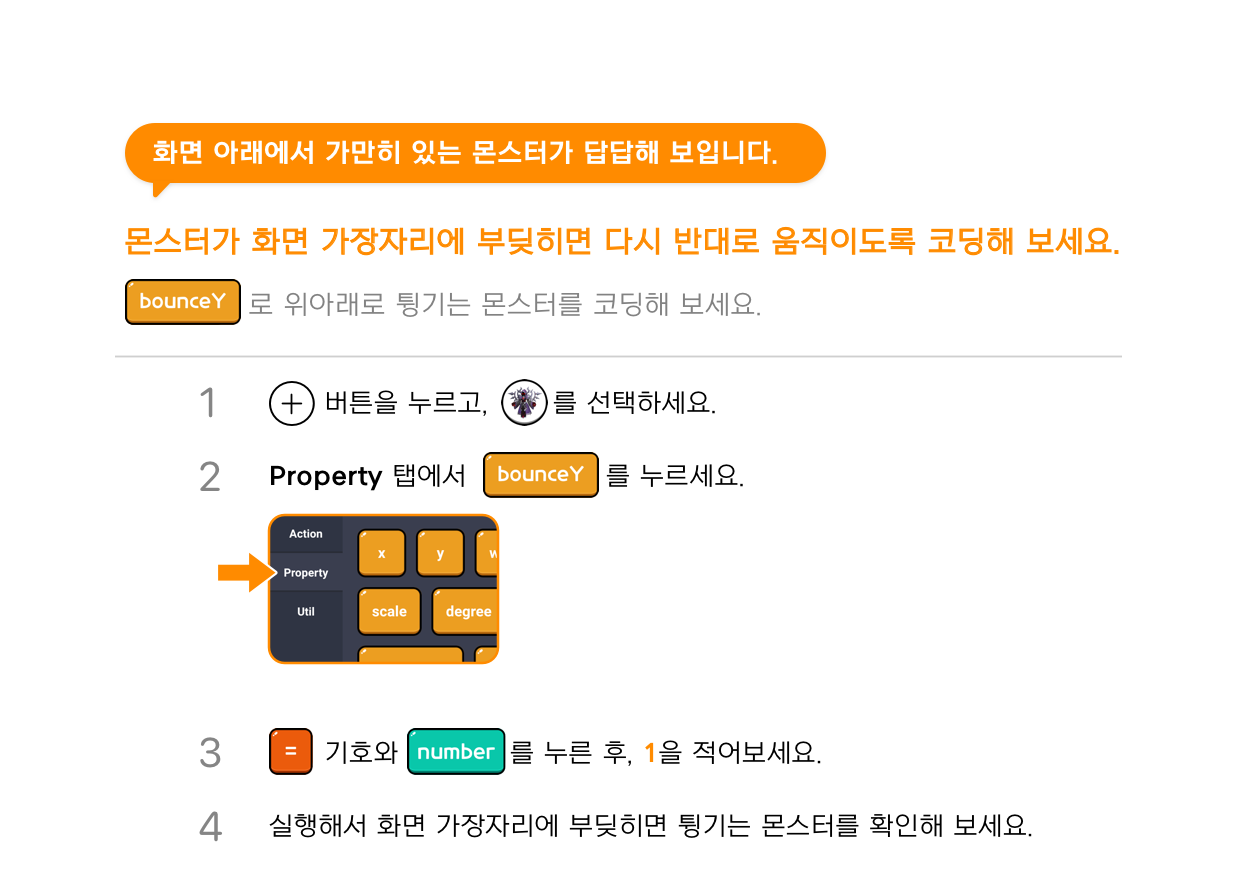 화면 아래에서 가만히 있는 몬스터가 답답해 보입니다.
몬스터가 화면 가장자리에 부딪히면 다시 반대로 움직이도록 코딩해 보세요.
bounceY 로 위아래로 튕기는 몬스터를 코딩해 보세요.
1 버튼을 누르고, 를 선택하세요.
2 Property 탭에서 bounceY 를 누르세요.
Action
x y w
Property
Util scale degree
3 = 기호와 number 를 누른 후, 1을 적어보세요.
4 실행해서 화면 가장자리에 부딪히면 튕기는 몬스터를 확인해 보세요.